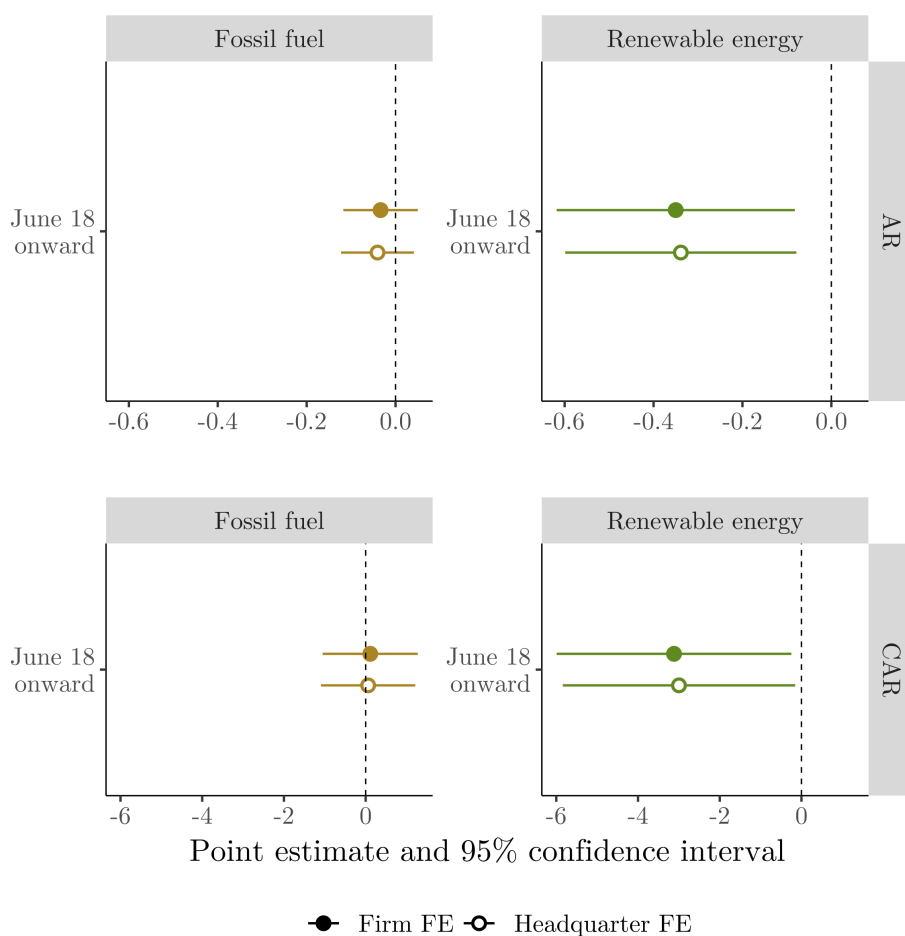 Fossil fuel
Renewable energy
June 18
onward
June 18
onward
AR
-0.6
-0.4
-0.2
0.0
-0.6
-0.4
-0.2
0.0
Fossil fuel
Renewable energy
June 18
onward
June 18
onward
CAR
-6
-4
-2
0
-6
-4
-2
0
Point estimate and 95% confidence interval
Firm FE
Headquarter FE